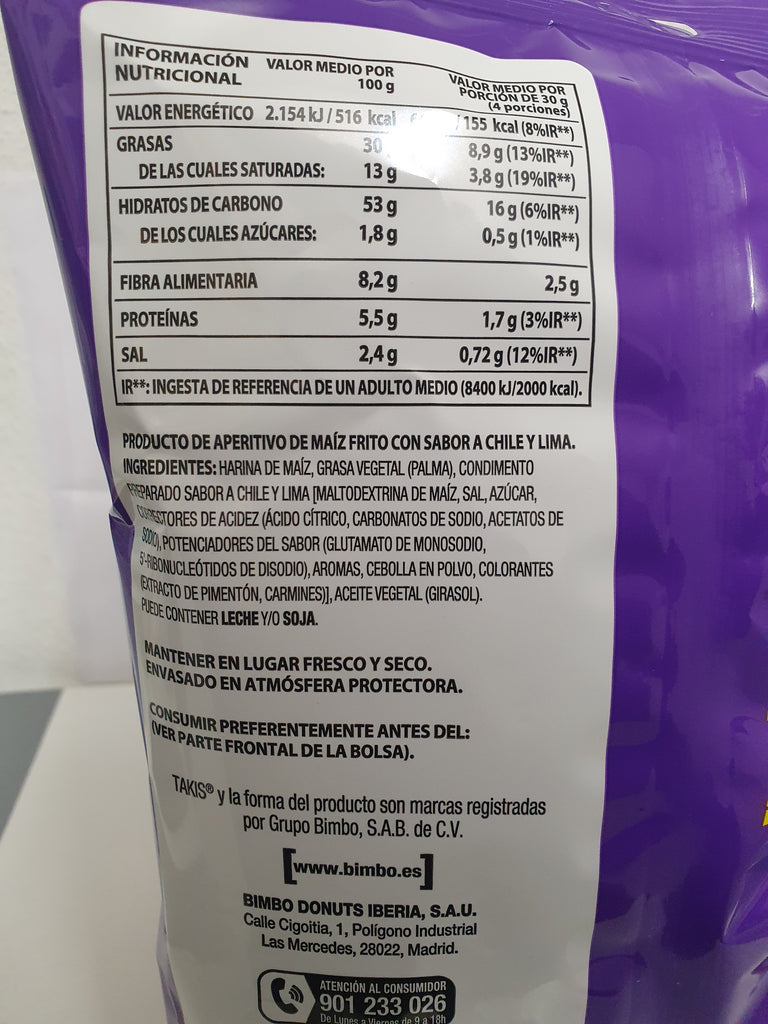 INFORMACIÓN NUTRICIONAL VALOR MEDIO POR 100 g VALOR MEDIO POR PORCIÓN DE 30 g (4 porciones)
VALOR ENERGÉTICO 2.154 kJ / 516 kcal / 155 kcal (8%IR**)
GRASAS 30 8,9 g (13%IR**)
DE LAS CUALES SATURADAS: 13 g 3,8 g (19%IR**)
HIDRATOS DE CARBONO 53 g 16 g (6%IR**)
DE LOS CUALES AZÚCARES: 1,8 g 0,5 g (1%IR**)
FIBRA ALIMENTARIA 8,2 g 2,5 g
PROTEÍNAS 5,5 g 1,7 g (3%IR**)
SAL 2,4 g 0,72 g (12%IR**)
IR**: INGESTA DE REFERENCIA DE UN ADULTO MEDIO (8400 kJ/2000 kcal).
PRODUCTO DE APERITIVO DE MAÍZ FRITO CON SABOR A CHILE Y LIMA.
INGREDIENTES: HARINA DE MAÍZ, GRASA VEGETAL (PALMA), CONDIMENTO
PREPARADO SABOR A CHILE Y LIMA [MALTODEXTRINA DE MAÍZ, SAL, AZÚCAR,
CORRECTORES DE ACIDEZ (ÁCIDO CÍTRICO, CARBONATOS DE SODIO, ACETATOS DE
SODIO), POTENCIADORES DEL SABOR (GLUTAMATO DE MONOSODIO,
5'-RIBONUCLEÓTIDOS DE DISODIO), AROMAS, CEBOLLA EN POLVO, COLORANTES
(EXTRACTO DE PIMENTÓN, CARMINES)], ACEITE VEGETAL (GIRASOL).
PUEDE CONTENER LECHE Y/O SOJA.
MANTENER EN LUGAR FRESCO Y SECO.
ENVASADO EN ATMÓSFERA PROTECTORA.
CONSUMIR PREFERENTEMENTE ANTES DEL:
(VER PARTE FRONTAL DE LA BOLSA).
TAKIS® y la forma del producto son marcas registradas
por Grupo Bimbo, S.A.B. de C.V.
[www.bimbo.es]
BIMBO DONUTS IBERIA, S.A.U.
Calle Cigoitia, 1, Polígono Industrial
Las Mercedes, 28022, Madrid.
ATENCIÓN AL CONSUMIDOR
901 233 026
De Lunes a Viernes de 9 a 18h